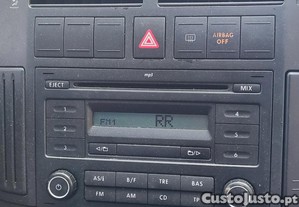 AIRBAG
OFF
EJECT
mp3
MIX
1
4
FM1 RR
2
5
3
6
AS/S B/F TRE BAS
FM AM CD
CustoJusto.pt